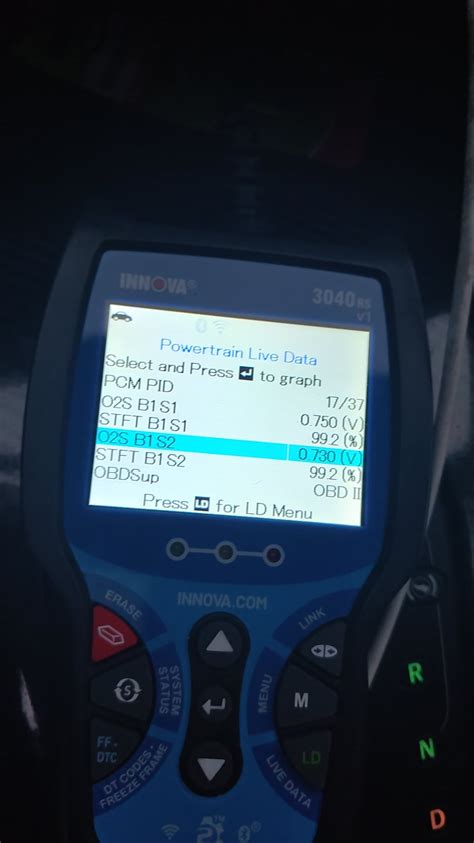 INNOVA®
3040RS
v1
Powertrain Live Data
Select and Press ↵ to graph
PCM PID 17/37
O2S B1S1 0.750 (V)
STFT B1S1 99.2 (%)
O2S B1S2 0.730 (V)
STFT B1S2 99.2 (%)
OBDSup OBD II
Press LD for LD Menu
INNOVA.COM
ERASE
LINK
SYSTEM STATUS
S
MENU
M
FF•
DTC
LD
DT CODES•
FREEZE FRAME
LIVE DATA
R
N
D